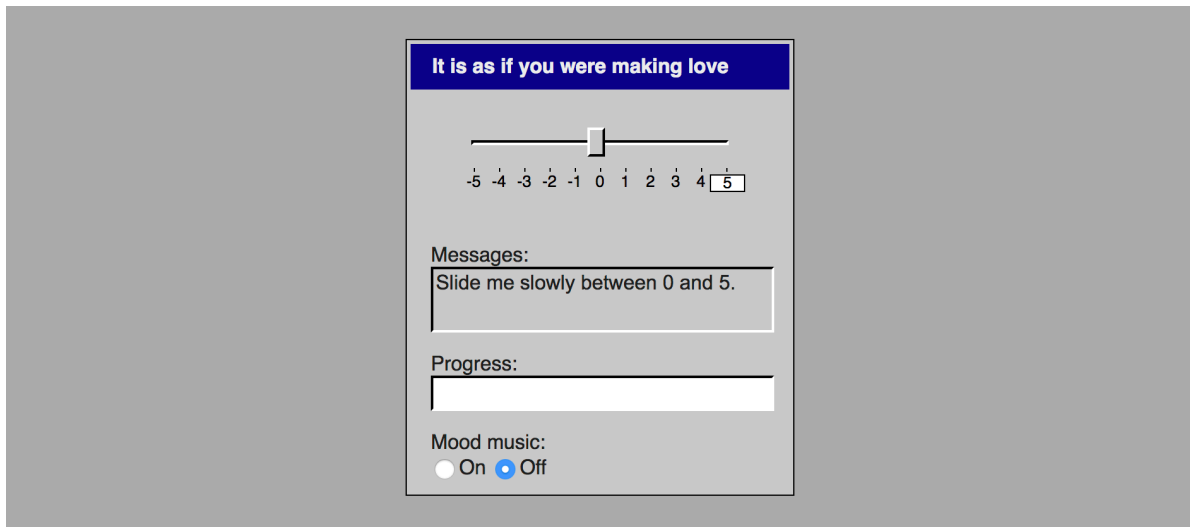 It is as if you were making love
-5 -4 -3 -2 -1 0 1 2 3 4 5
Messages:
Slide me slowly between 0 and 5.
Progress:
Mood music:
On Off